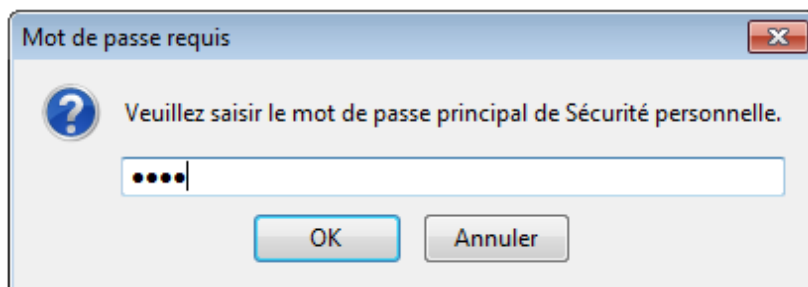 Mot de passe requis
Veuillez saisir le mot de passe principal de Sécurité personnelle.
••••
OK
Annuler